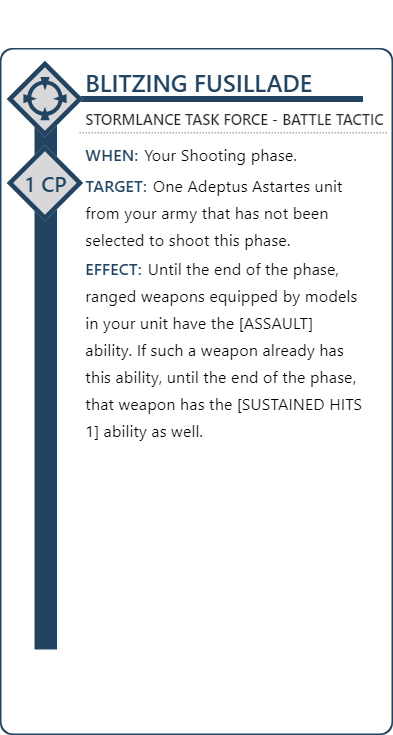 BLITZING FUSILLADE
STORMLANCE TASK FORCE - BATTLE TACTIC
1 CP
WHEN: Your Shooting phase.
TARGET: One Adeptus Astartes unit
from your army that has not been
selected to shoot this phase.
EFFECT: Until the end of the phase,
ranged weapons equipped by models
in your unit have the [ASSAULT]
ability. If such a weapon already has
this ability, until the end of the phase,
that weapon has the [SUSTAINED HITS
1] ability as well.